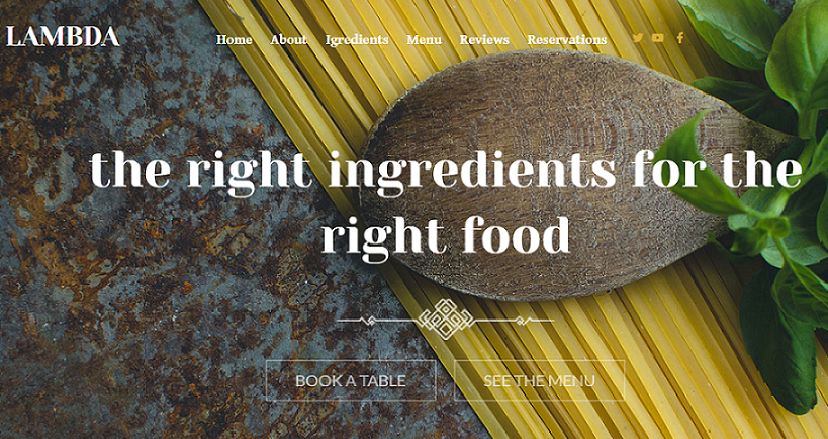 LAMBDA
Home About Igredients Menu Reviews Reservations
the right ingredients for the
right food
BOOK A TABLE SEE THE MENU